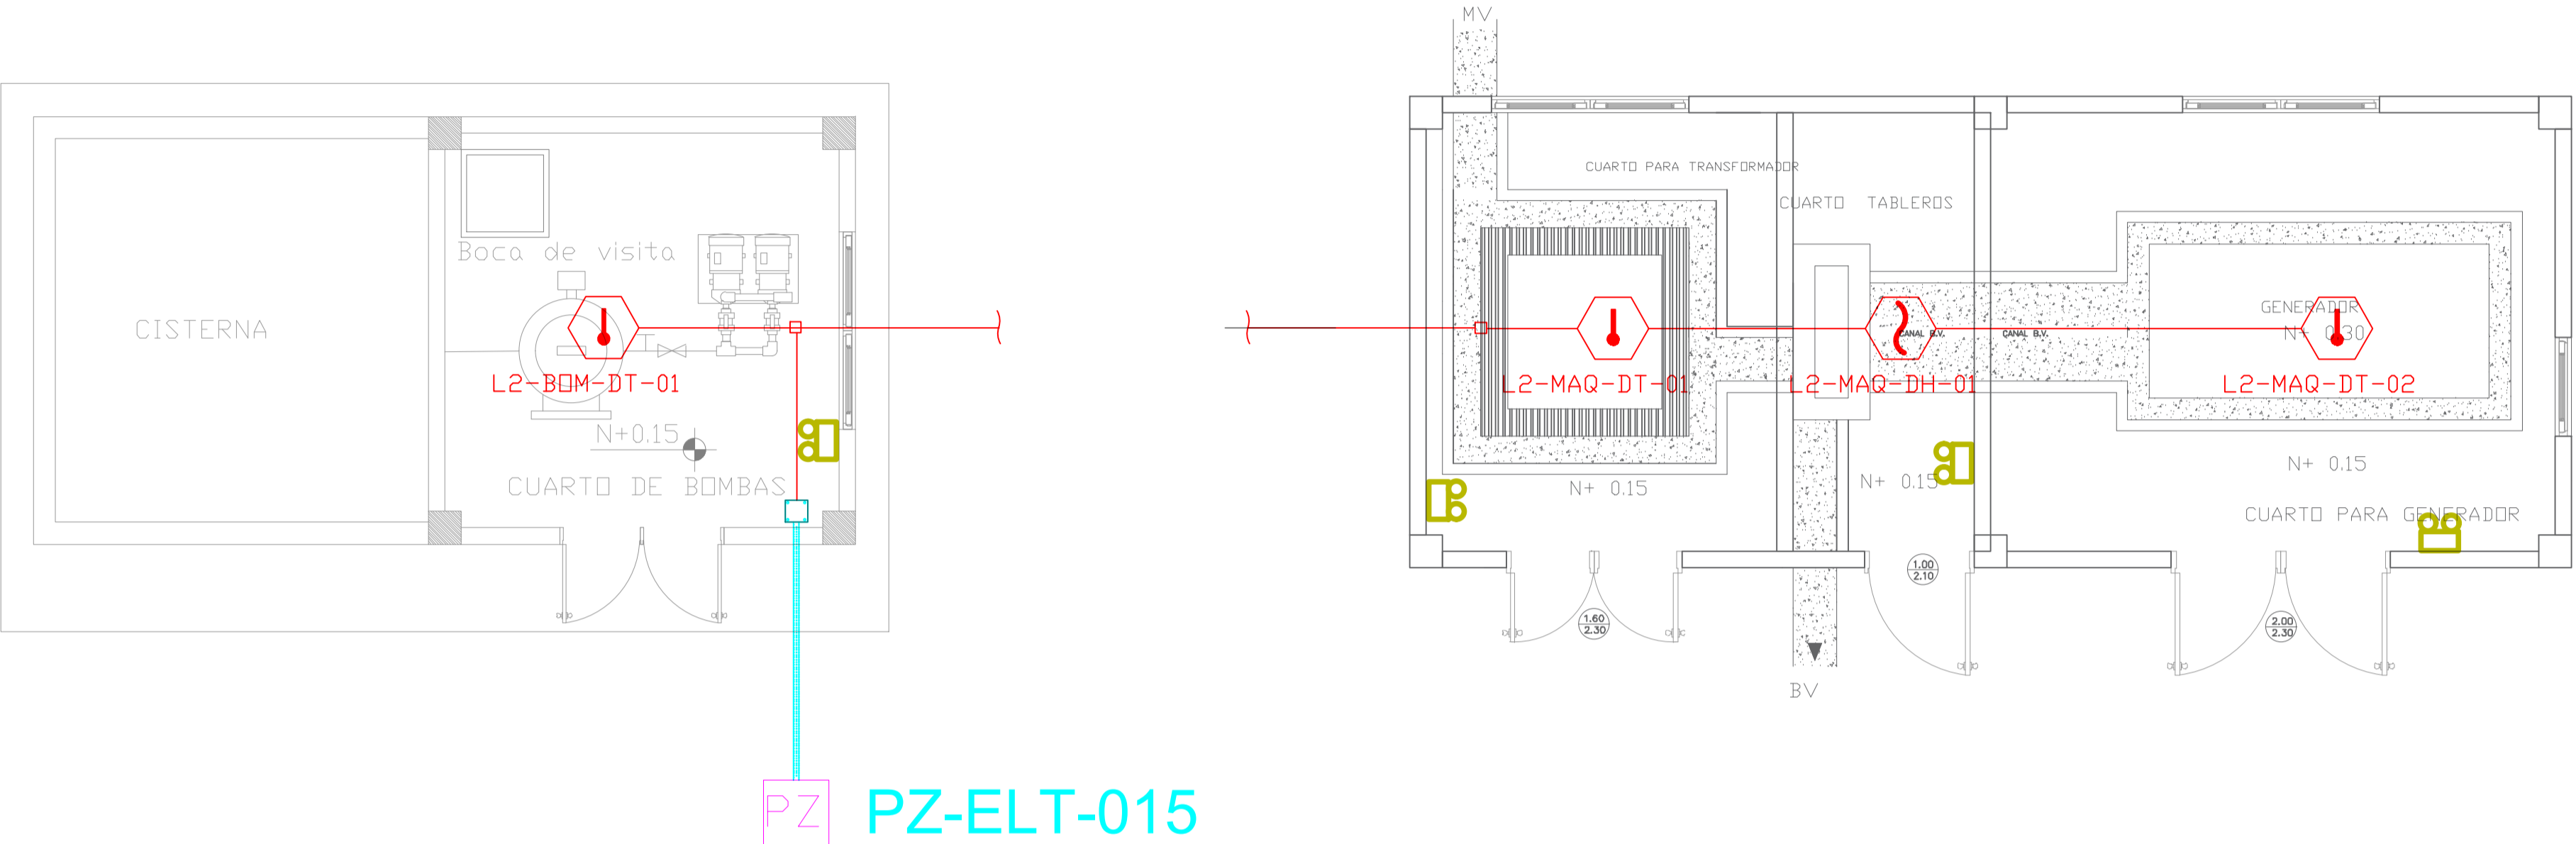 MV
CUARTO PARA TRANSFORMADOR
CUARTO TABLEROS
Boca de visita
CISTERNA
GENERADOR
N+ 0.30
CANAL B.V.
CANAL B.V.
L2-BOM-DT-01
L2-MAQ-DT-01
L2-MAQ-DH-01
L2-MAQ-DT-02
N+0.15
CUARTO DE BOMBAS
N+ 0.15
N+ 0.15
N+ 0.15
CUARTO PARA GENERADOR
1.00
2.10
1.60
2.30
2.00
2.30
BV
PZ
PZ-ELT-015